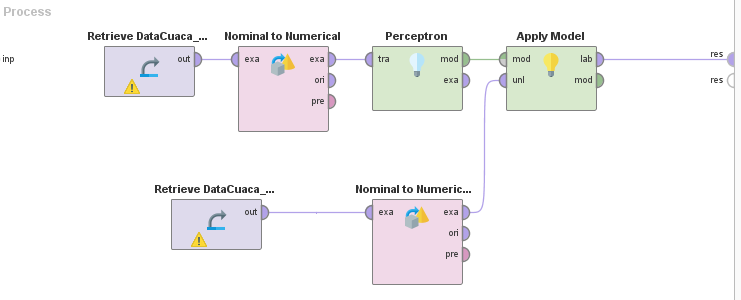 Process
Retrieve DataCuaca_... Nominal to Numerical Perceptron Apply Model
inp out exa exa tra mod mod lab res
ori exa unl mod res
pre
Retrieve DataCuaca_... Nominal to Numeric...
out exa exa
ori
pre